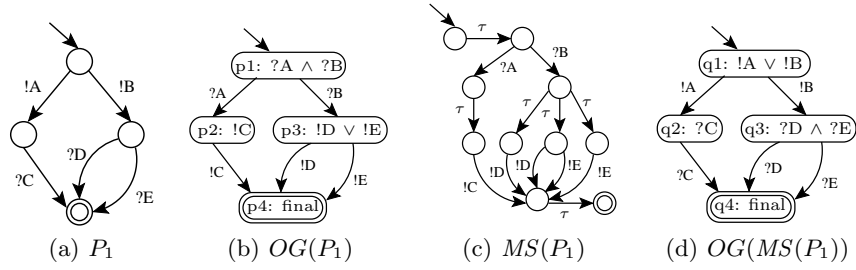 !A
!B
?C
?D
?E
(a) P₁
p1: ?A ∧ ?B
?A
?B
p2: !C
p3: !D ∨ !E
!C
!D
!E
p4: final
(b) OG(P₁)
τ
?A
?B
τ
τ
τ
τ
!C
!D
!D
!E
!E
τ
(c) MS(P₁)
q1: !A ∨ !B
!A
!B
q2: ?C
q3: ?D ∧ ?E
?C
?D
?E
q4: final
(d) OG(MS(P₁))